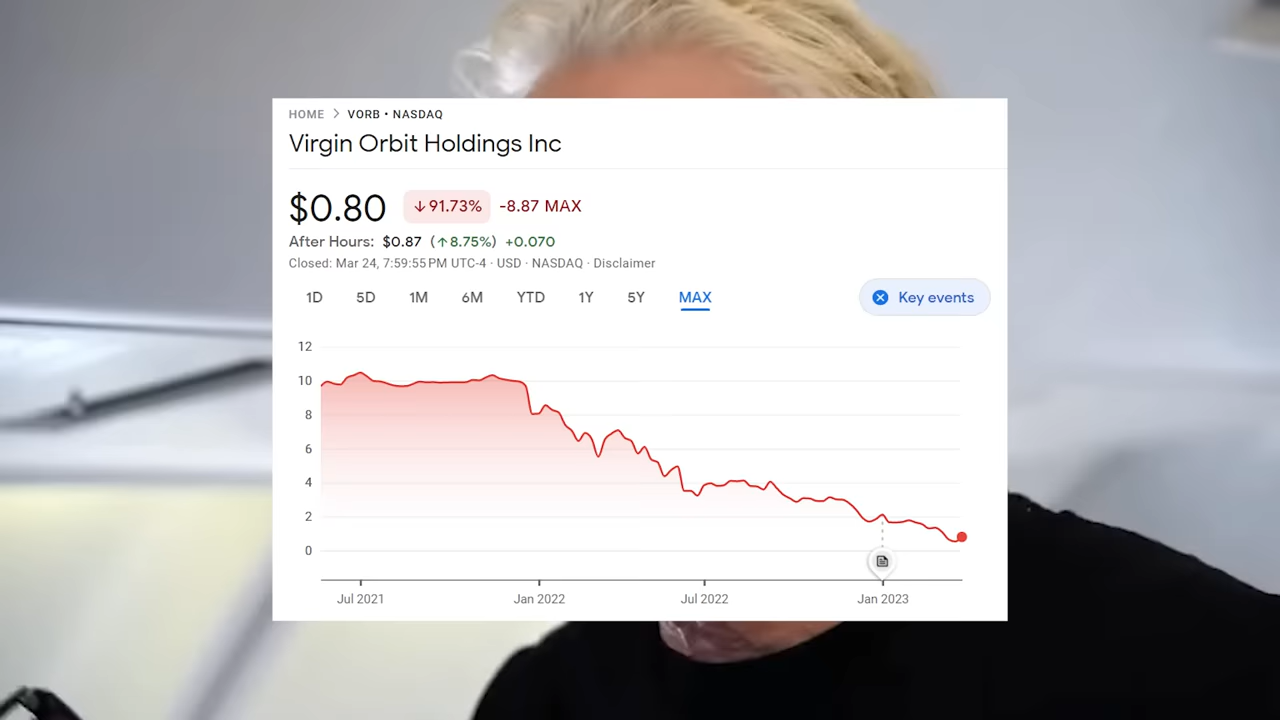 HOME > VORB • NASDAQ
Virgin Orbit Holdings Inc
$0.80 ↓91.73% -8.87 MAX
After Hours: $0.87 (↑8.75%) +0.070
Closed: Mar 24, 7:59:55 PM UTC-4 · USD · NASDAQ · Disclaimer
1D 5D 1M 6M YTD 1Y 5Y MAX Key events
12
10
8
6
4
2
0
Jul 2021 Jan 2022 Jul 2022 Jan 2023